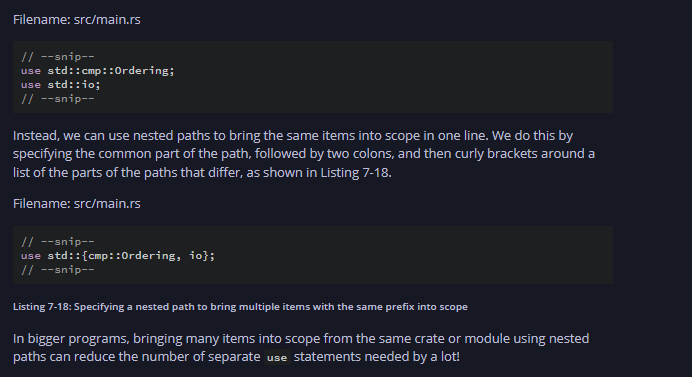 Filename: src/main.rs
// --snip--
use std::cmp::Ordering;
use std::io;
// --snip--
Instead, we can use nested paths to bring the same items into scope in one line. We do this by
specifying the common part of the path, followed by two colons, and then curly brackets around a
list of the parts of the paths that differ, as shown in Listing 7-18.
Filename: src/main.rs
// --snip--
use std::{cmp::Ordering, io};
// --snip--
Listing 7-18: Specifying a nested path to bring multiple items with the same prefix into scope
In bigger programs, bringing many items into scope from the same crate or module using nested
paths can reduce the number of separate use statements needed by a lot!